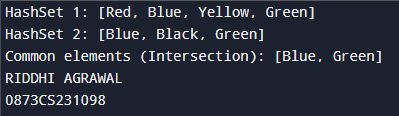 HashSet 1: [Red, Blue, Yellow, Green]
HashSet 2: [Blue, Black, Green]
Common elements (Intersection): [Blue, Green]
RIDDHI AGRAWAL
0873CS231098